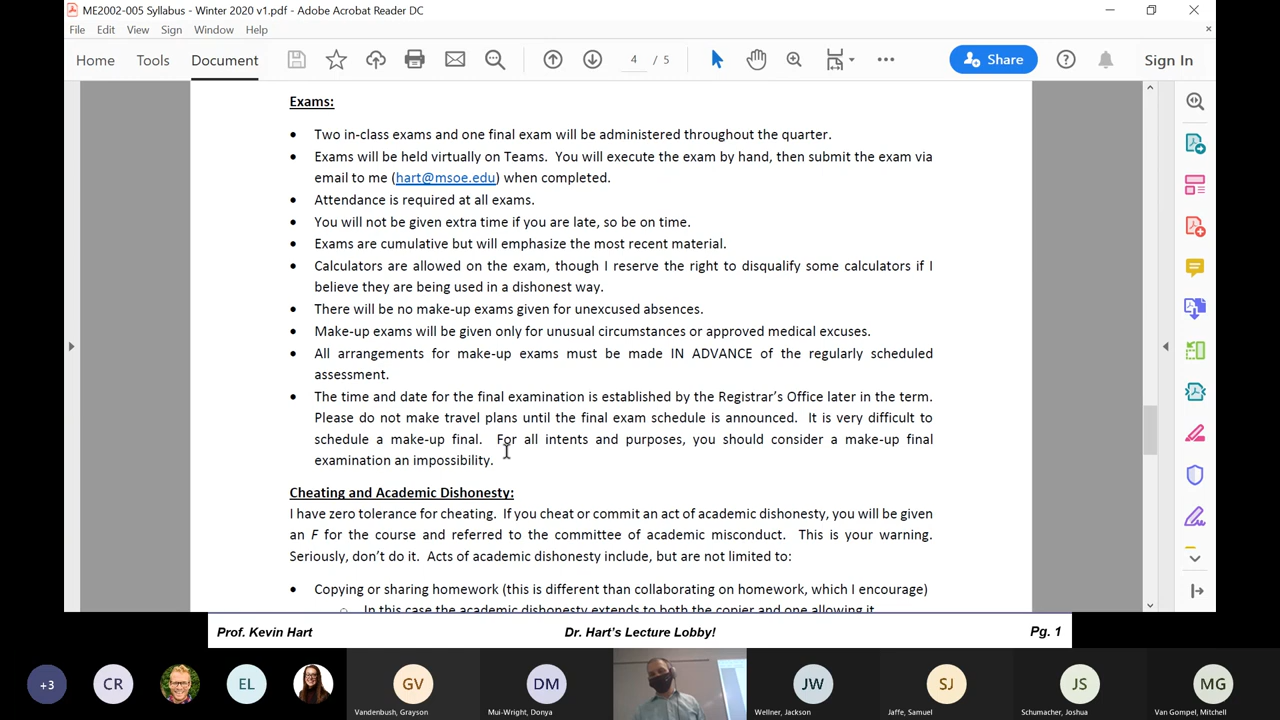 ME2002-005 Syllabus - Winter 2020 v1.pdf - Adobe Acrobat Reader DC
File Edit View Sign Window Help
Home Tools Document 4 / 5 Share Sign In
Exams:
• Two in-class exams and one final exam will be administered throughout the quarter.
• Exams will be held virtually on Teams. You will execute the exam by hand, then submit the exam via
email to me (hart@msoe.edu) when completed.
• Attendance is required at all exams.
• You will not be given extra time if you are late, so be on time.
• Exams are cumulative but will emphasize the most recent material.
• Calculators are allowed on the exam, though I reserve the right to disqualify some calculators if I
believe they are being used in a dishonest way.
• There will be no make-up exams given for unexcused absences.
• Make-up exams will be given only for unusual circumstances or approved medical excuses.
• All arrangements for make-up exams must be made IN ADVANCE of the regularly scheduled
assessment.
• The time and date for the final examination is established by the Registrar's Office later in the term.
Please do not make travel plans until the final exam schedule is announced. It is very difficult to
schedule a make-up final. For all intents and purposes, you should consider a make-up final
examination an impossibility.
Cheating and Academic Dishonesty:
I have zero tolerance for cheating. If you cheat or commit an act of academic dishonesty, you will be given
an F for the course and referred to the committee of academic misconduct. This is your warning.
Seriously, don't do it. Acts of academic dishonesty include, but are not limited to:
• Copying or sharing homework (this is different than collaborating on homework, which I encourage)
o In this case the academic dishonesty extends to both the copier and one allowing it
Prof. Kevin Hart Dr. Hart's Lecture Lobby! Pg. 1
+3 CR EL GV DM JW SJ JS MG
Vandenbush, Grayson Mui-Wright, Donya Wellner, Jackson Jaffe, Samuel Schumacher, Joshua Van Gompel, Mitchell